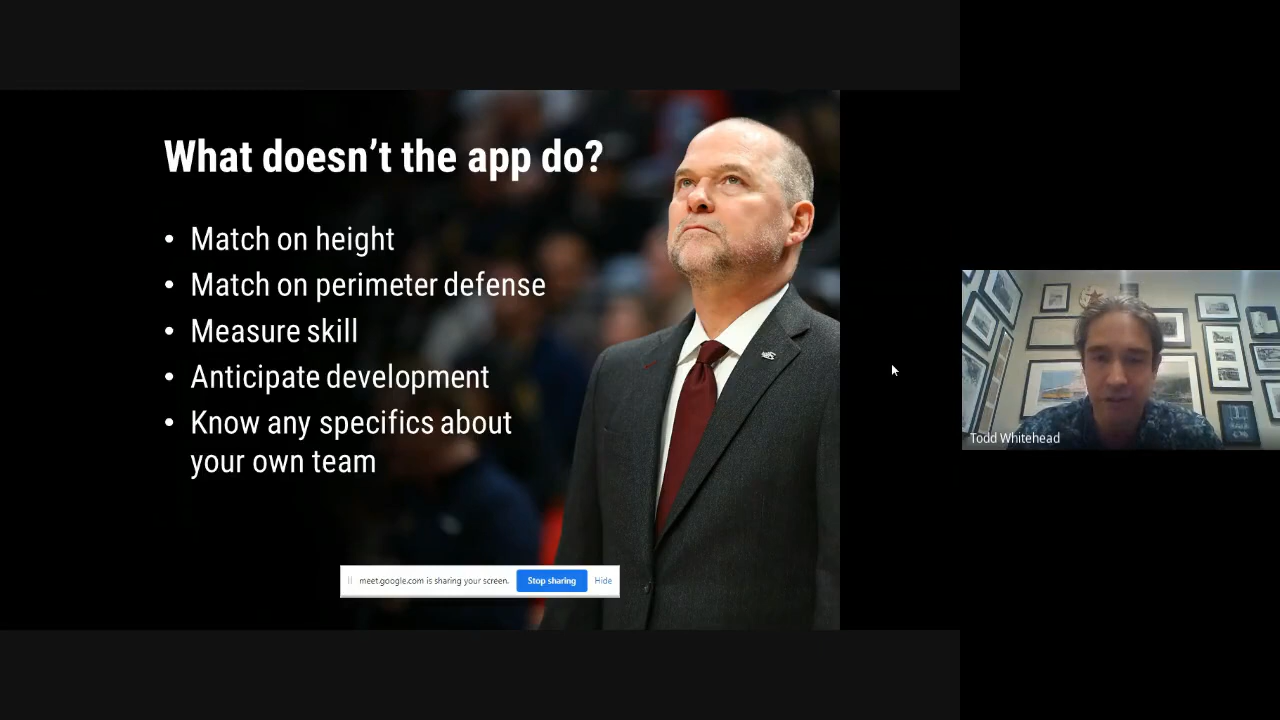 What doesn’t the app do?
• Match on height
• Match on perimeter defense
• Measure skill
• Anticipate development
• Know any specifics about
your own team
Todd Whitehead
meet.google.com is sharing your screen. Stop sharing Hide